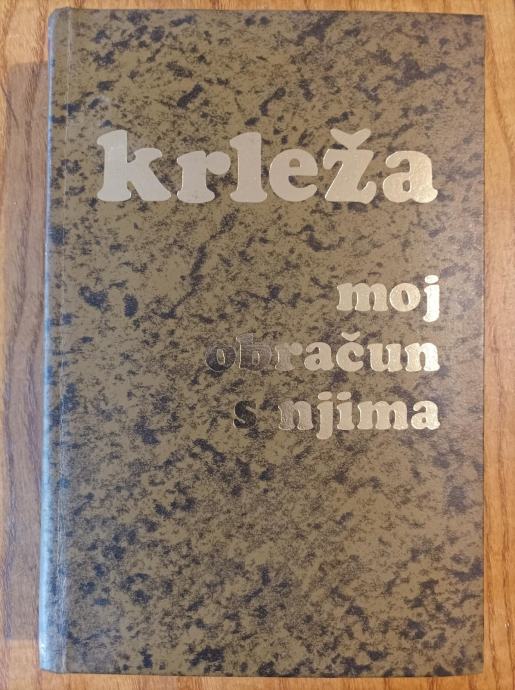 krleža
moj
obračun
s njima